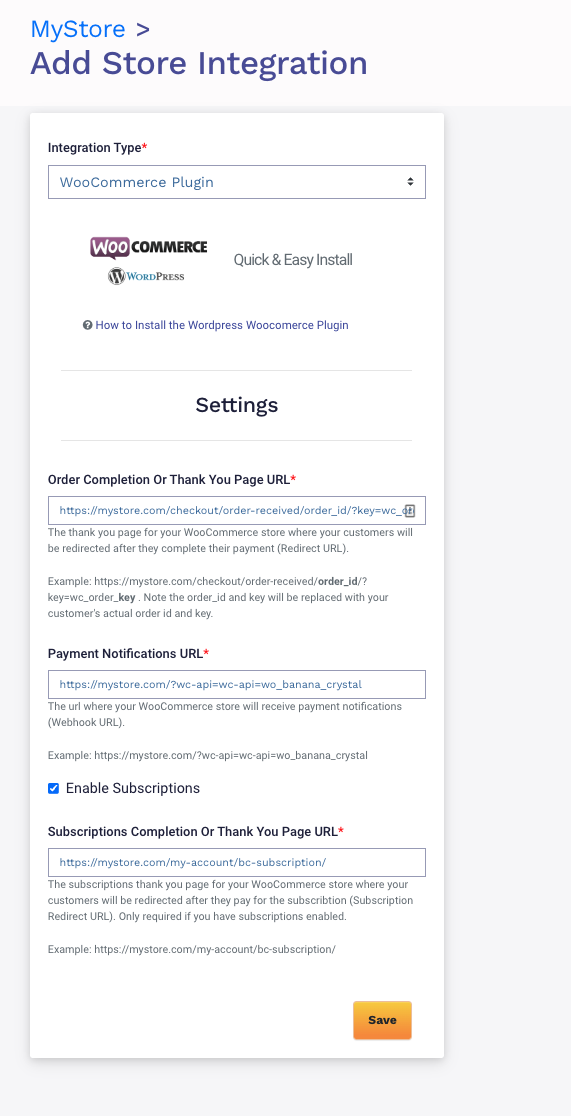 MyStore >
Add Store Integration
Integration Type*
WooCommerce Plugin
WOO COMMERCE
WORDPRESS
Quick & Easy Install
How to Install the Wordpress Woocomerce Plugin
Settings
Order Completion Or Thank You Page URL*
https://mystore.com/checkout/order-received/order_id/?key=wc_or
The thank you page for your WooCommerce store where your customers will
be redirected after they complete their payment (Redirect URL).
Example: https://mystore.com/checkout/order-received/order_id/?
key=wc_order_key . Note the order_id and key will be replaced with your
customer's actual order id and key.
Payment Notifications URL*
https://mystore.com/?wc-api=wc-api=wo_banana_crystal
The url where your WooCommerce store will receive payment notifications
(Webhook URL).
Example: https://mystore.com/?wc-api=wc-api=wo_banana_crystal
Enable Subscriptions
Subscriptions Completion Or Thank You Page URL*
https://mystore.com/my-account/bc-subscription/
The subscriptions thank you page for your WooCommerce store where your
customers will be redirected after they pay for the subscribtion (Subscription
Redirect URL). Only required if you have subscriptions enabled.
Example: https://mystore.com/my-account/bc-subscription/
Save